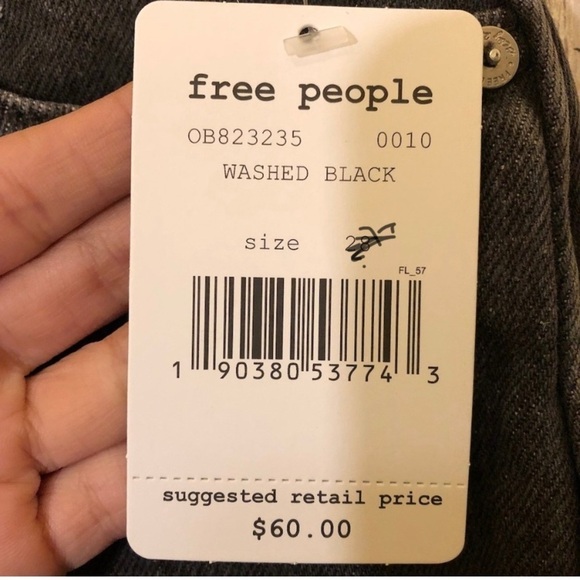 free people
OB823235 0010
WASHED BLACK
size
FL_57
1 90380 53774 3
suggested retail price
$60.00